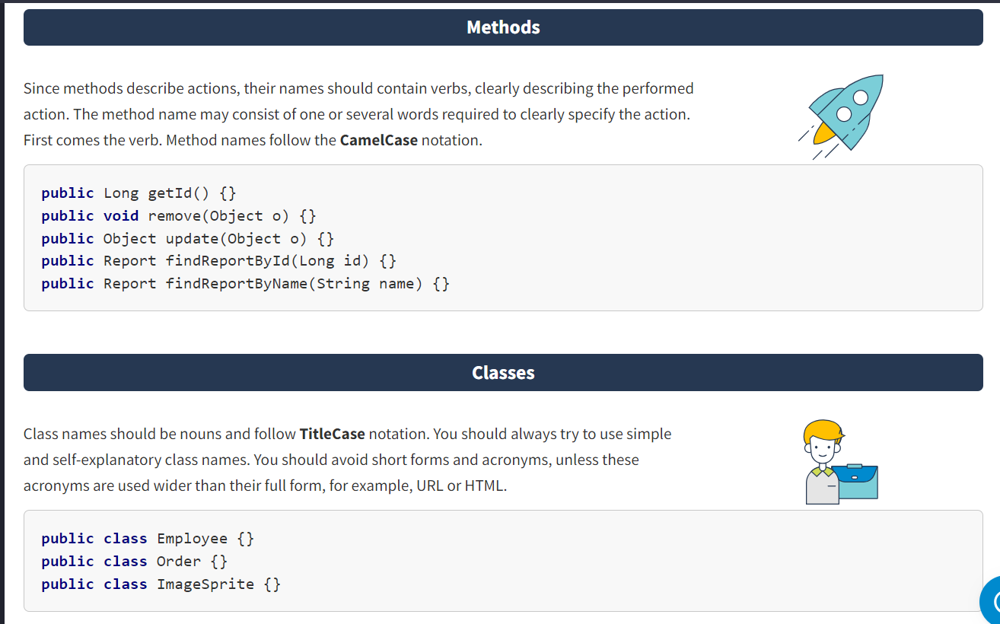 Methods
Since methods describe actions, their names should contain verbs, clearly describing the performed
action. The method name may consist of one or several words required to clearly specify the action.
First comes the verb. Method names follow the CamelCase notation.
public Long getId() {}
public void remove(Object o) {}
public Object update(Object o) {}
public Report findReportById(Long id) {}
public Report findReportByName(String name) {}
Classes
Class names should be nouns and follow TitleCase notation. You should always try to use simple
and self-explanatory class names. You should avoid short forms and acronyms, unless these
acronyms are used wider than their full form, for example, URL or HTML.
public class Employee {}
public class Order {}
public class ImageSprite {}